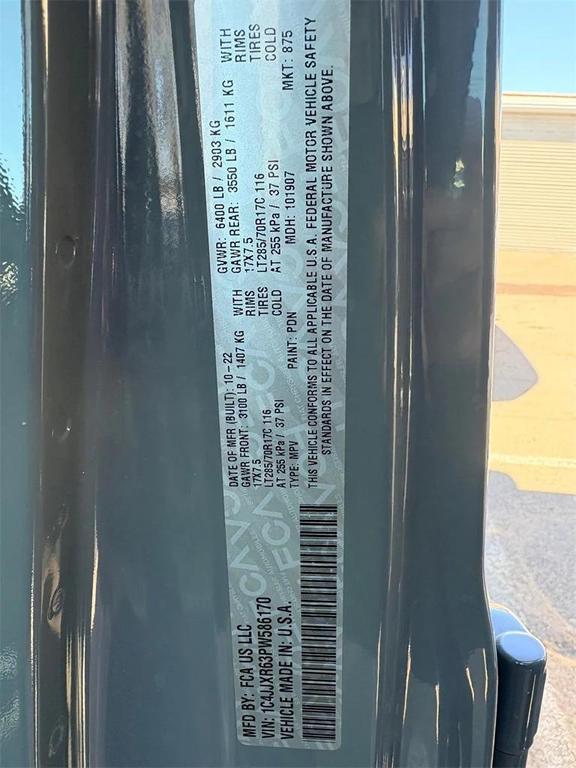 MFD BY: FCA US LLC
DATE OF MFR (BUILT): 10-22
GVWR: 6400 LB / 2903 KG
GAWR FRONT: 3100 LB / 1407 KG WITH
GAWR REAR: 3550 LB / 1611 KG WITH
17X7.5 RIMS
17X7.5 RIMS
LT285/70R17C 116 TIRES
LT285/70R17C 116 TIRES
AT 255 kPa / 37 PSI COLD
AT 255 kPa / 37 PSI COLD
VIN: 1C4JJXR63PW586170
TYPE: MPV
PAINT: PDN
MDH: 101907
MKT: 875
VEHICLE MADE IN: U.S.A.
THIS VEHICLE CONFORMS TO ALL APPLICABLE U.S.A. FEDERAL MOTOR VEHICLE SAFETY
STANDARDS IN EFFECT ON THE DATE OF MANUFACTURE SHOWN ABOVE.